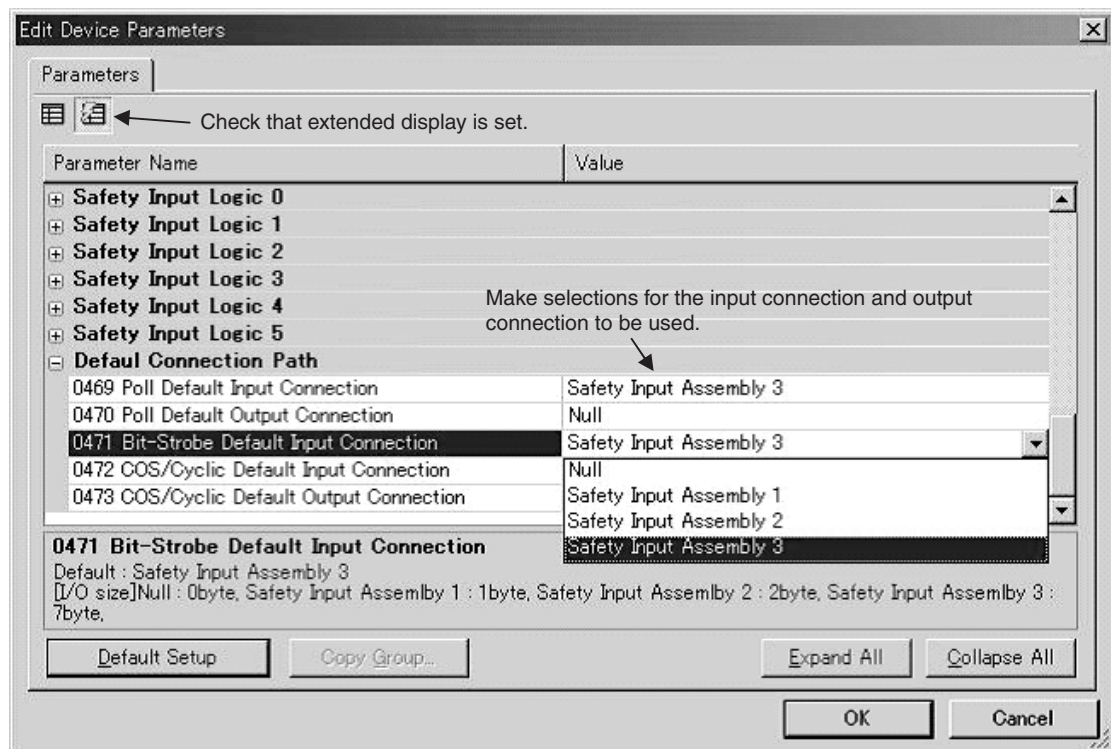 Edit Device Parameters
Parameters
Check that extended display is set.
Parameter Name
Value
Safety Input Logic 0
Safety Input Logic 1
Safety Input Logic 2
Safety Input Logic 3
Safety Input Logic 4
Safety Input Logic 5
Make selections for the input connection and output
connection to be used.
Defaul Connection Path
0469 Poll Default Input Connection
Safety Input Assembly 3
0470 Poll Default Output Connection
Null
0471 Bit-Strobe Default Input Connection
Safety Input Assembly 3
0472 COS/Cyclic Default Input Connection
0473 COS/Cyclic Default Output Connection
Null
Safety Input Assembly 1
Safety Input Assembly 2
Safety Input Assembly 3
0471 Bit-Strobe Default Input Connection
Default : Safety Input Assembly 3
[I/O size]Null : 0byte, Safety Input Assemlby 1 : 1byte, Safety Input Assemlby 2 : 2byte, Safety Input Assemlby 3 :
7byte,
Default Setup
Copy Group...
Expand All
Collapse All
OK
Cancel